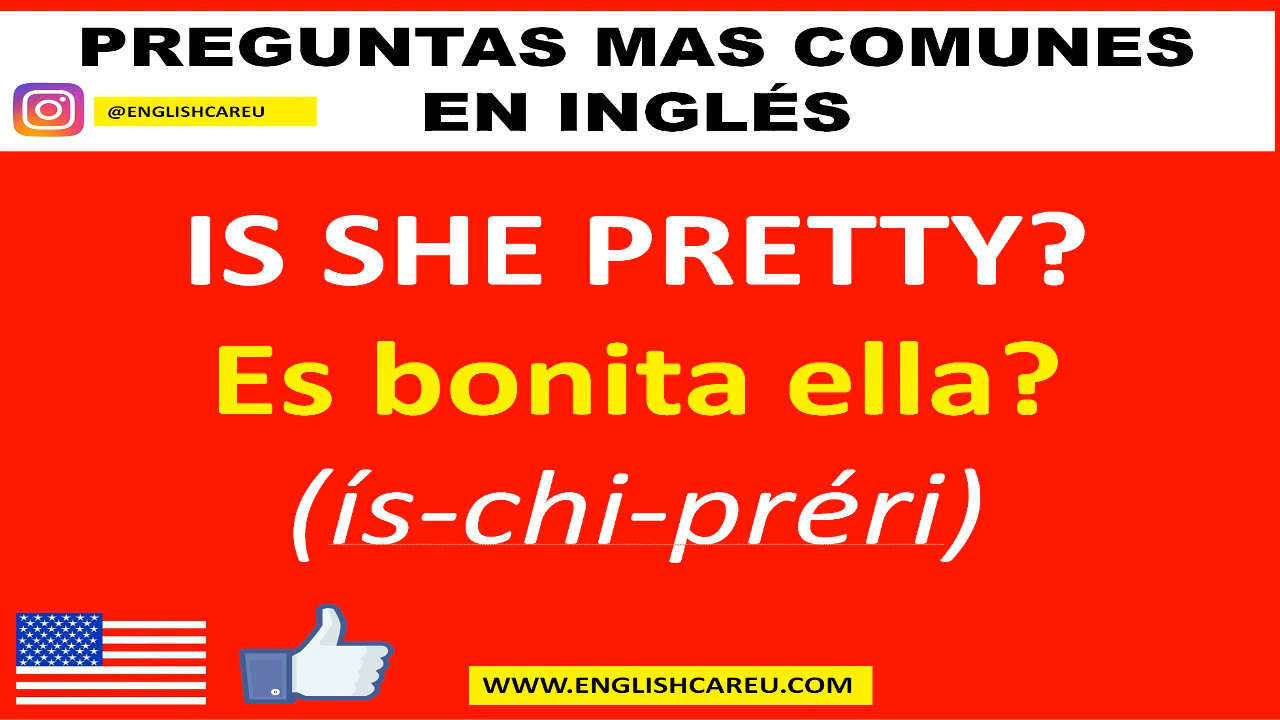 PREGUNTAS MAS COMUNES
EN INGLÉS
@ENGLISHCAREU
IS SHE PRETTY?
Es bonita ella?
(ís-chi-préri)
WWW.ENGLISHCAREU.COM